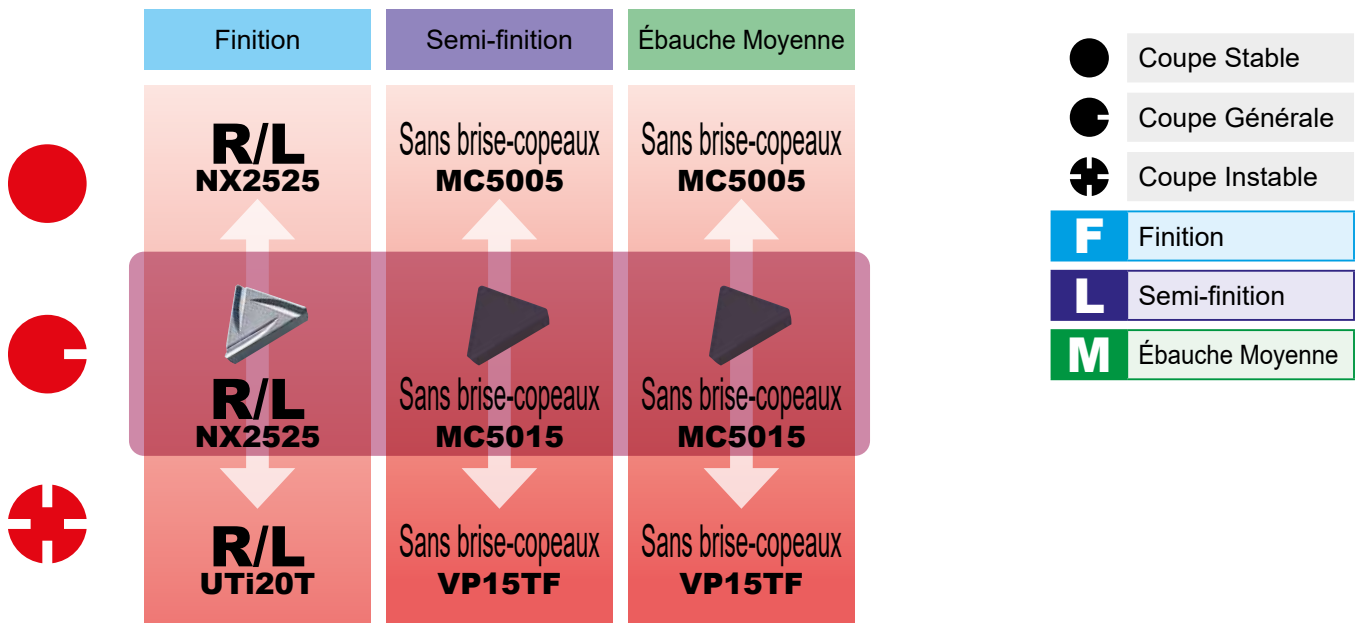 Finition
Semi-finition
Ébauche Moyenne
R/L
NX2525
Sans brise-copeaux
MC5005
Sans brise-copeaux
MC5005
R/L
NX2525
Sans brise-copeaux
MC5015
Sans brise-copeaux
MC5015
R/L
UTi20T
Sans brise-copeaux
VP15TF
Sans brise-copeaux
VP15TF
Coupe Stable
Coupe Générale
Coupe Instable
F Finition
L Semi-finition
M Ébauche Moyenne